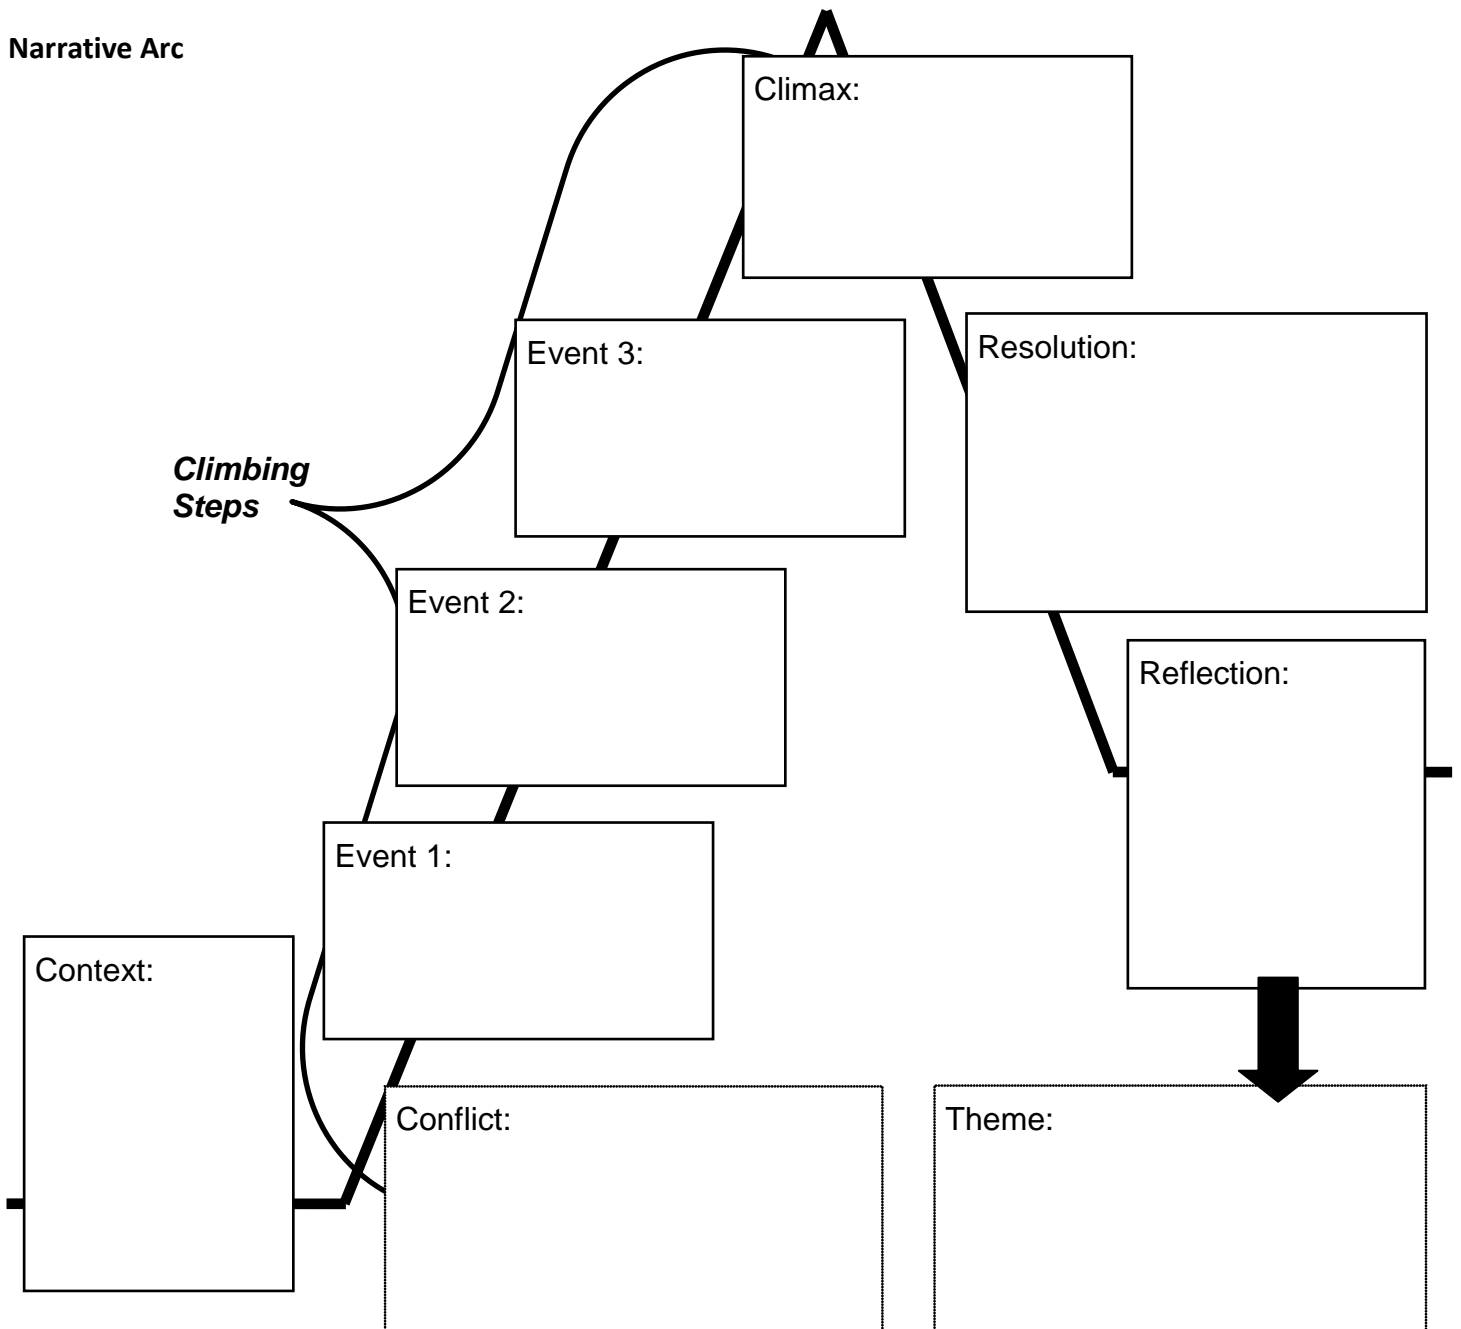 Narrative Arc
Climax:
Event 3:
Resolution:
Climbing
Steps
Event 2:
Reflection:
Event 1:
Context:
Conflict:
Theme: